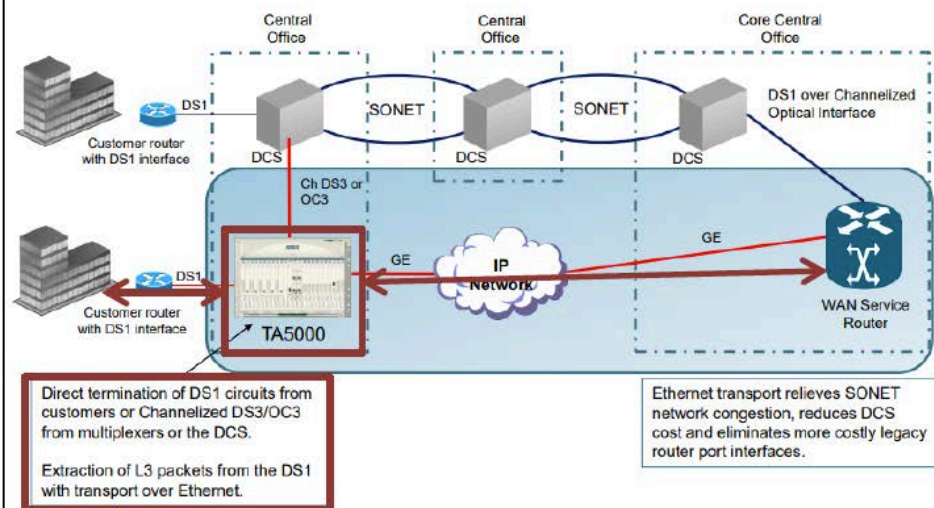 Central
Office
Central
Office
Core Central
Office
DS1
SONET
SONET
DS1 over Channelized
Optical Interface
Customer router
with DS1 interface
DCS
DCS
DCS
Ch DS3 or
OC3
DS1
GE
IP
Network
GE
Customer router
with DS1 interface
TA5000
WAN Service
Router
Direct termination of DS1 circuits from
customers or Channelized DS3/OC3
from multiplexers or the DCS.
Extraction of L3 packets from the DS1
with transport over Ethernet.
Ethernet transport relieves SONET
network congestion, reduces DCS
cost and eliminates more costly legacy
router port interfaces.